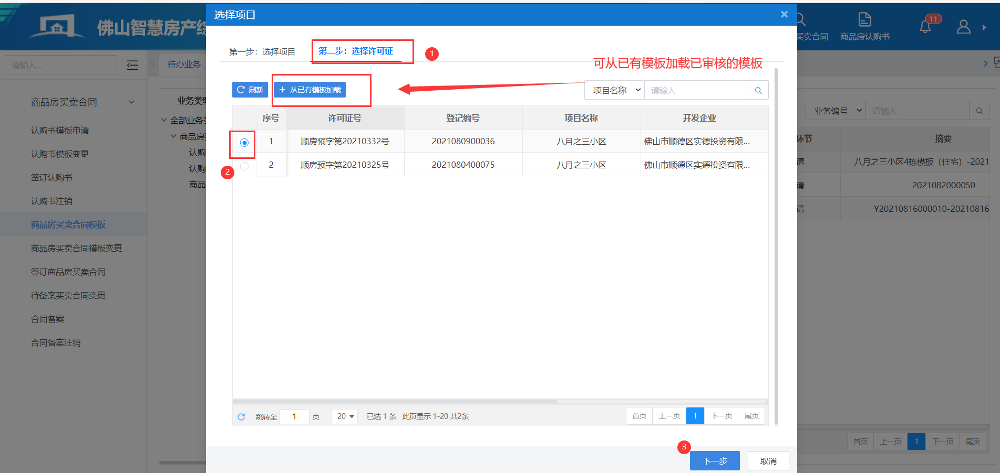 选择项目
佛山智慧房产综
买卖合同
商品房认购书
11
请输入...
待办业务
第一步：选择项目
第二步：选择许可证
1
可从已有模板加载已审核的模板
刷新
从已有模板加载
项目名称
请输入
序号 许可证号 登记编号 项目名称 开发企业
1 顺房预字第20210332号 2021080900036 八月之三小区 佛山市顺德区实德投资有限...
2 顺房预字第20210325号 2021080400075 八月之三小区 佛山市顺德区实德投资有限...
2
跳转至 1 页 20 已选 1 条 此页显示 1-20 共2条
首页 上一页 1 下一页 尾页
3
下一步
取消
商品房买卖合同
认购书模板申请
认购书模板变更
签订认购书
认购书注销
商品房买卖合同模板
商品房买卖合同模板变更
签订商品房买卖合同
待备案买卖合同变更
合同备案
合同备案注销
业务类型
全部业务类
商品房
认购
认购
商品
业务编号
请输入
环节 摘要
请 八月之三小区4栋模板（住宅）-2021
请 2021082000050
请 Y20210816000010-20210816
首页 上一页 1 下一页 尾页